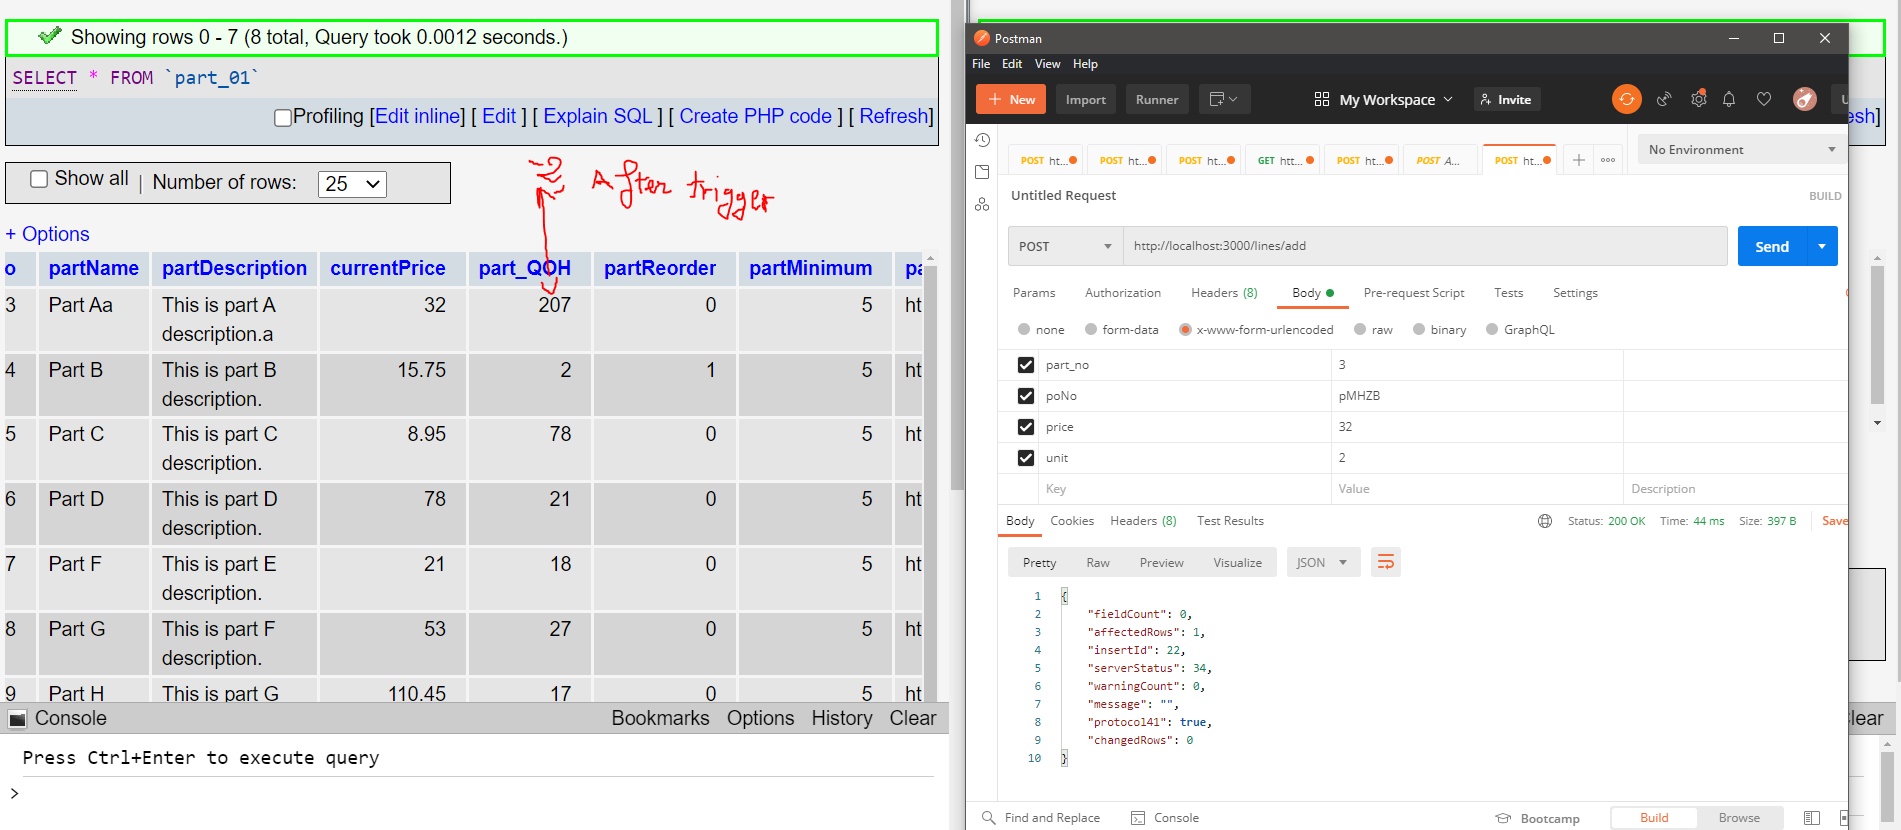 Showing rows 0 - 7 (8 total, Query took 0.0012 seconds.)
SELECT * FROM `part_01`
Profiling [Edit inline] [ Edit ] [ Explain SQL ] [ Create PHP code ] [ Refresh]
-2 After trigger
Show all | Number of rows: 25
+ Options
o partName partDescription currentPrice part_QOH partReorder partMinimum pa
3 Part Aa This is part A description.a 32 207 0 5 ht
4 Part B This is part B description. 15.75 2 1 5 ht
5 Part C This is part C description. 8.95 78 0 5 ht
6 Part D This is part D description. 78 21 0 5 ht
7 Part F This is part E description. 21 18 0 5 ht
8 Part G This is part F description. 53 27 0 5 ht
9 Part H This is part G 110.45 17 0 5 ht
Console Bookmarks Options History Clear
Press Ctrl+Enter to execute query
>
Postman
File Edit View Help
+ New Import Runner My Workspace Invite U
POST ht... POST ht... POST ht... GET htt... POST ht... POST A... POST ht... + ooo No Environment
Untitled Request BUILD
POST http://localhost:3000/lines/add Send
Params Authorization Headers (8) Body Pre-request Script Tests Settings
none form-data x-www-form-urlencoded raw binary GraphQL
part_no 3
poNo pMHZB
price 32
unit 2
Key Value Description
Body Cookies Headers (8) Test Results Status: 200 OK Time: 44 ms Size: 397 B Save
Pretty Raw Preview Visualize JSON
1 {
2 "fieldCount": 0,
3 "affectedRows": 1,
4 "insertId": 22,
5 "serverStatus": 34,
6 "warningCount": 0,
7 "message": "",
8 "protocol41": true,
9 "changedRows": 0
10 }
Find and Replace Console Bootcamp Build Browse
esh]
lear